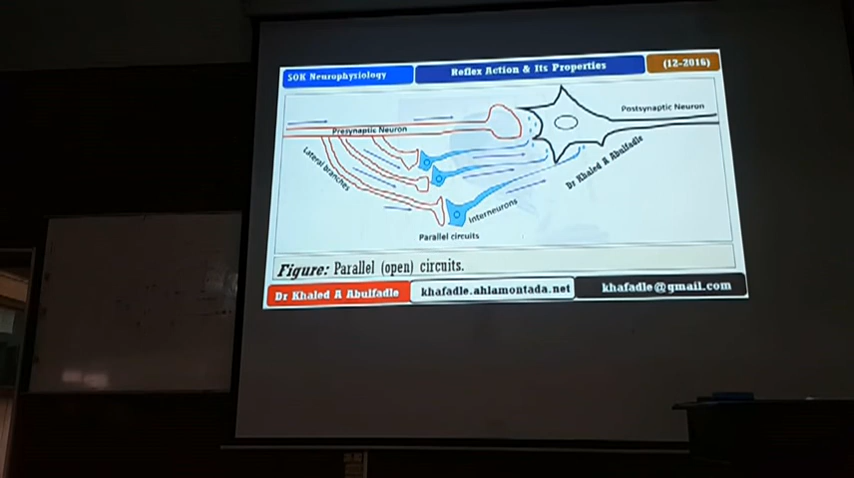 SOK Neurophysiology
Reflex Action & Its Properties
(12-2016)
Postsynaptic Neuron
Presynaptic Neuron
Lateral branches
Dr Khaled A Abulfadle
Interneurons
Parallel circuits
Figure: Parallel (open) circuits.
Dr Khaled A Abulfadle
khafadle.ahlamontada.net
khafadle@gmail.com